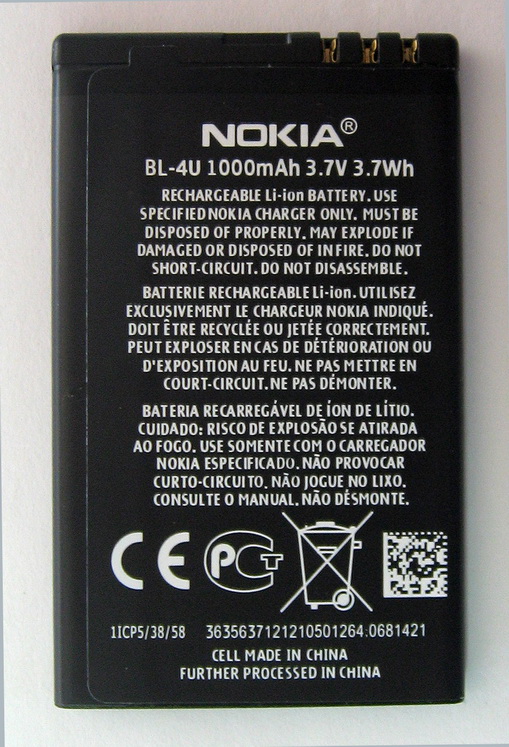 NOKIA®
BL-4U 1000mAh 3.7V 3.7Wh
RECHARGEABLE Li-ion BATTERY. USE
SPECIFIED NOKIA CHARGER ONLY. MUST BE
DISPOSED OF PROPERLY. MAY EXPLODE IF
DAMAGED OR DISPOSED OF IN FIRE. DO NOT
SHORT-CIRCUIT. DO NOT DISASSEMBLE.
BATTERIE RECHARGEABLE Li-ion. UTILISEZ
EXCLUSIVEMENT LE CHARGEUR NOKIA INDIQUÉ.
DOIT ÊTRE RECYCLÉE OU JETÉE CORRECTEMENT.
PEUT EXPLOSER EN CAS DE DÉTÉRIORATION OU
D'EXPOSITION AU FEU. NE PAS METTRE EN
COURT-CIRCUIT. NE PAS DÉMONTER.
BATERIA RECARREGÁVEL DE ÍON DE LÍTIO.
CUIDADO: RISCO DE EXPLOSÃO SE ATIRADA
AO FOGO. USE SOMENTE COM O CARREGADOR
NOKIA ESPECIFICADO. NÃO PROVOCAR
CURTO-CIRCUITO. NÃO JOGUE NO LIXO.
CONSULTE O MANUAL. NÃO DESMONTE.
CE PCT
1ICP5/38/58 3635637121210501264;0681421
CELL MADE IN CHINA
FURTHER PROCESSED IN CHINA